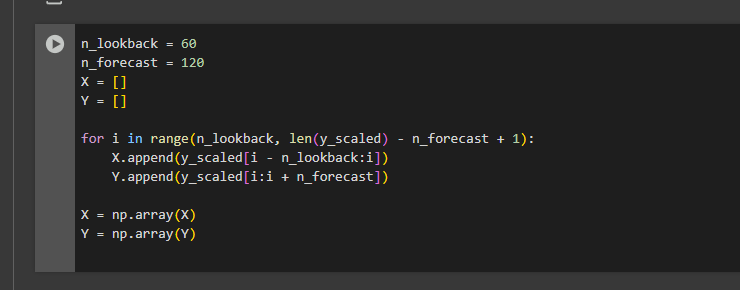 n_lookback = 60
n_forecast = 120
X = []
Y = []
for i in range(n_lookback, len(y_scaled) - n_forecast + 1):
    X.append(y_scaled[i - n_lookback:i])
    Y.append(y_scaled[i:i + n_forecast])
X = np.array(X)
Y = np.array(Y)